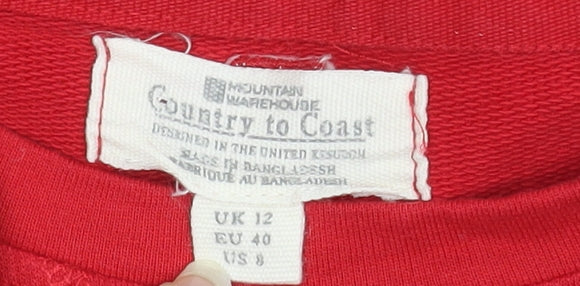 MOUNTAIN
WAREHOUSE
Country to Coast
DESIGNED IN THE UNITED KINGDOM
MADE IN BANGLADESH
FABRIQUE AU BANGLADESH
UK 12
EU 40
US 8